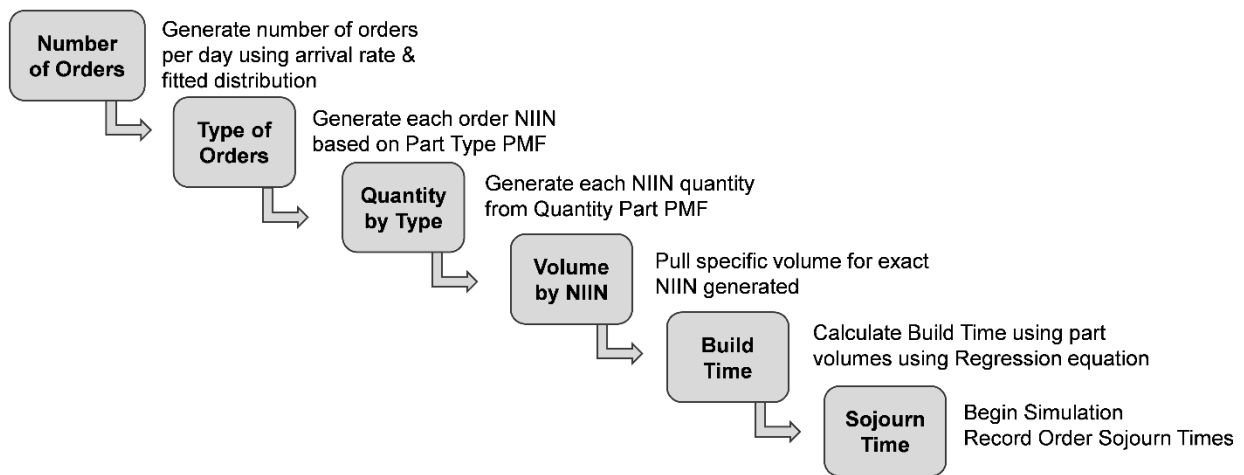 Number
of Orders
Generate number of orders
per day using arrival rate &
fitted distribution
Type of
Orders
Generate each order NIIN
based on Part Type PMF
Quantity
by Type
Generate each NIIN quantity
from Quantity Part PMF
Volume
by NIIN
Pull specific volume for exact
NIIN generated
Build
Time
Calculate Build Time using part
volumes using Regression equation
Sojourn
Time
Begin Simulation
Record Order Sojourn Times